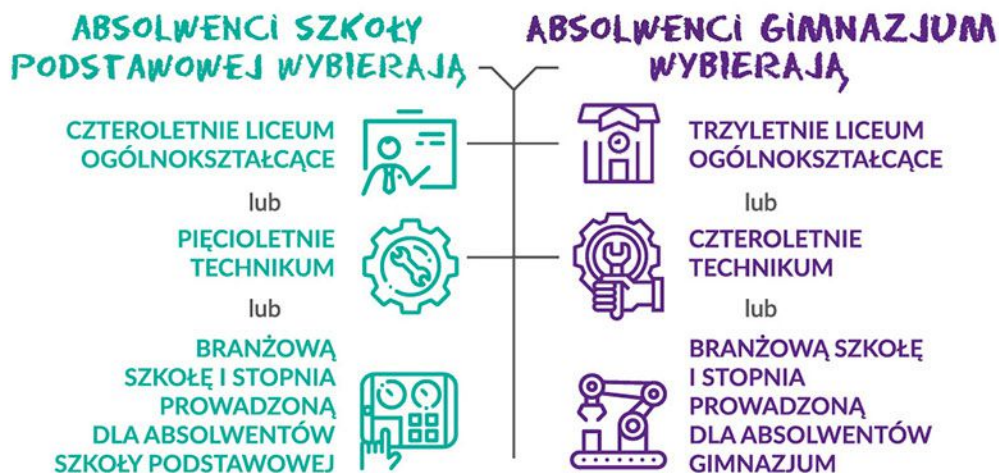 ABSOLWENCI SZKOŁY
PODSTAWOWEJ WYBIERAJĄ
CZTEROLETNIE LICEUM
OGÓLNOKSZTAŁCĄCE
lub
PIĘCIOLETNIE
TECHNIKUM
lub
BRANŻOWĄ
SZKOŁĘ I STOPNIA
PROWADZONĄ
DLA ABSOLWENTÓW
SZKOŁY PODSTAWOWEJ
ABSOLWENCI GIMNAZJUM
WYBIERAJĄ
TRZYLETNIE LICEUM
OGÓLNOKSZTAŁCĄCE
lub
CZTEROLETNIE
TECHNIKUM
lub
BRANŻOWĄ SZKOŁĘ
I STOPNIA
PROWADZONĄ
DLA ABSOLWENTÓW
GIMNAZJUM